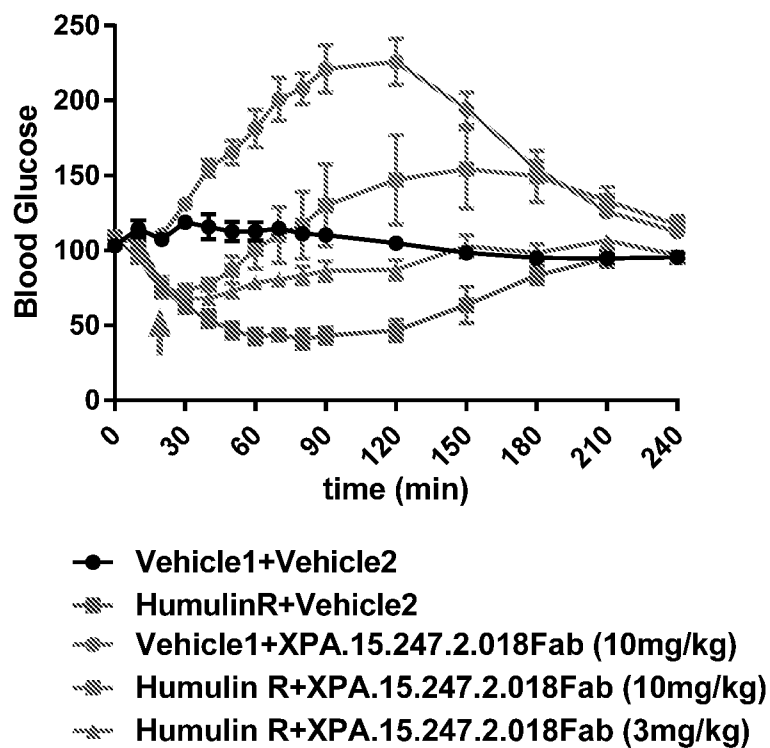 250
200
150
100
50
0
Blood Glucose
0 30 60 90 120 150 180 210 240
time (min)
Vehicle1+Vehicle2
HumulinR+Vehicle2
Vehicle1+XPA.15.247.2.018Fab (10mg/kg)
Humulin R+XPA.15.247.2.018Fab (10mg/kg)
Humulin R+XPA.15.247.2.018Fab (3mg/kg)